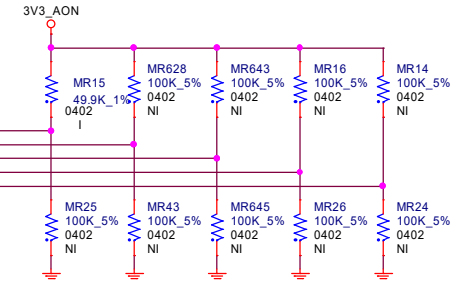 3V3_AON
MR15
49.9K_1%
0402
I
MR628
100K_5%
0402
NI
MR643
100K_5%
0402
NI
MR16
100K_5%
0402
NI
MR14
100K_5%
0402
NI
MR25
100K_5%
0402
NI
MR43
100K_5%
0402
NI
MR645
100K_5%
0402
NI
MR26
100K_5%
0402
NI
MR24
100K_5%
0402
NI